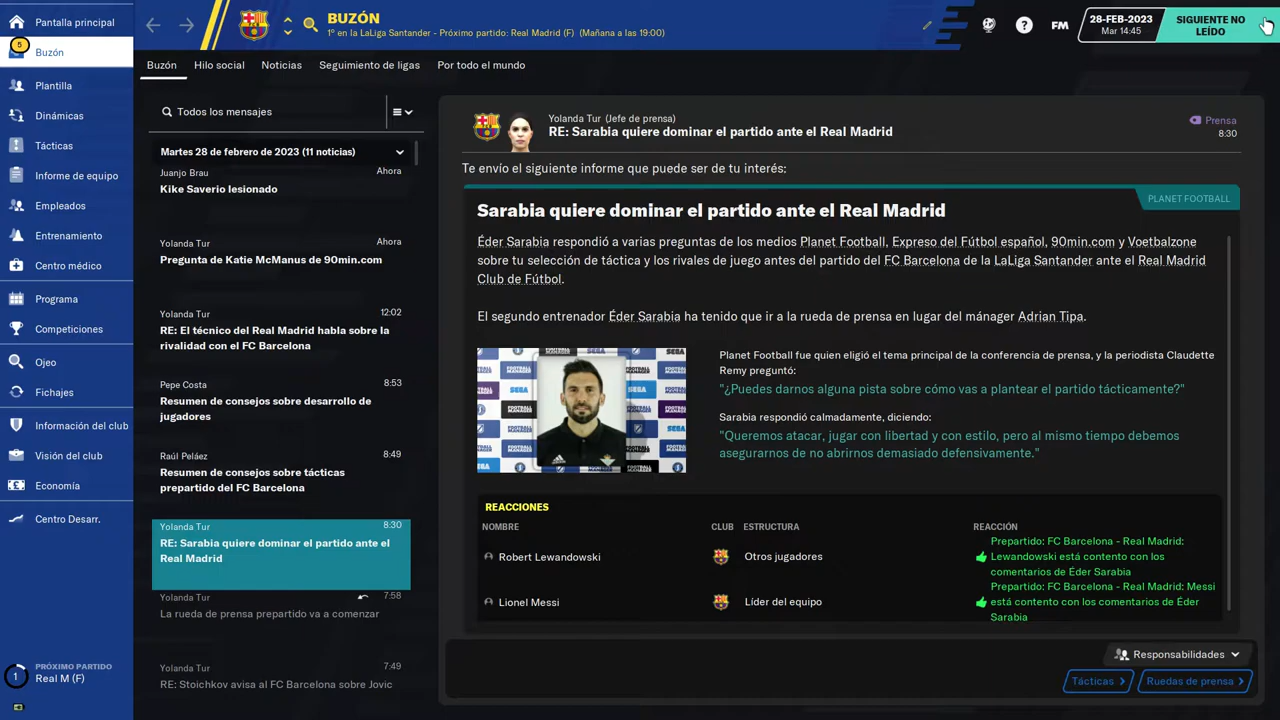 Pantalla principal
5
Buzón
Plantilla
Dinámicas
Tácticas
Informe de equipo
Empleados
Entrenamiento
Centro médico
Programa
Competiciones
Ojeo
Fichajes
Información del club
Visión del club
Economía
Centro Desarr.
1
PRÓXIMO PARTIDO
Real M (F)
BUZÓN
1º en la LaLiga Santander - Próximo partido: Real Madrid (F) (Mañana a las 19:00)
?
FM
28-FEB-2023
Mar 14:45
SIGUIENTE NO
LEÍDO
Buzón
Hilo social
Noticias
Seguimiento de ligas
Por todo el mundo
Todos los mensajes
Martes 28 de febrero de 2023 (11 noticias)
Juanjo Brau
Ahora
Kike Saverio lesionado
Yolanda Tur
Ahora
Pregunta de Katie McManus de 90min.com
Yolanda Tur
12:02
RE: El técnico del Real Madrid habla sobre la
rivalidad con el FC Barcelona
Pepe Costa
8:53
Resumen de consejos sobre desarrollo de
jugadores
Raúl Peláez
8:49
Resumen de consejos sobre tácticas
prepartido del FC Barcelona
Yolanda Tur
8:30
RE: Sarabia quiere dominar el partido ante el
Real Madrid
Yolanda Tur
7:58
La rueda de prensa prepartido va a comenzar
Yolanda Tur
7:49
RE: Stoichkov avisa al FC Barcelona sobre Jovic
Yolanda Tur (Jefe de prensa)
RE: Sarabia quiere dominar el partido ante el Real Madrid
Prensa
8:30
Te envío el siguiente informe que puede ser de tu interés:
PLANET FOOTBALL
Sarabia quiere dominar el partido ante el Real Madrid
Éder Sarabia respondió a varias preguntas de los medios Planet Football, Expreso del Fútbol español, 90min.com y Voetbalzone
sobre tu selección de táctica y los rivales de juego antes del partido del FC Barcelona de la LaLiga Santander ante el Real Madrid
Club de Fútbol.
El segundo entrenador Éder Sarabia ha tenido que ir a la rueda de prensa en lugar del mánager Adrian Tipa.
Planet Football fue quien eligió el tema principal de la conferencia de prensa, y la periodista Claudette
Remy preguntó:
"¿Puedes darnos alguna pista sobre cómo vas a plantear el partido tácticamente?"
Sarabia respondió calmadamente, diciendo:
"Queremos atacar, jugar con libertad y con estilo, pero al mismo tiempo debemos
asegurarnos de no abrirnos demasiado defensivamente."
REACCIONES
NOMBRE
CLUB
ESTRUCTURA
REACCIÓN
Robert Lewandowski
Otros jugadores
Prepartido: FC Barcelona - Real Madrid:
Lewandowski está contento con los
comentarios de Éder Sarabia
Lionel Messi
Líder del equipo
Prepartido: FC Barcelona - Real Madrid: Messi
está contento con los comentarios de Éder
Sarabia
Responsabilidades
Tácticas
Ruedas de prensa